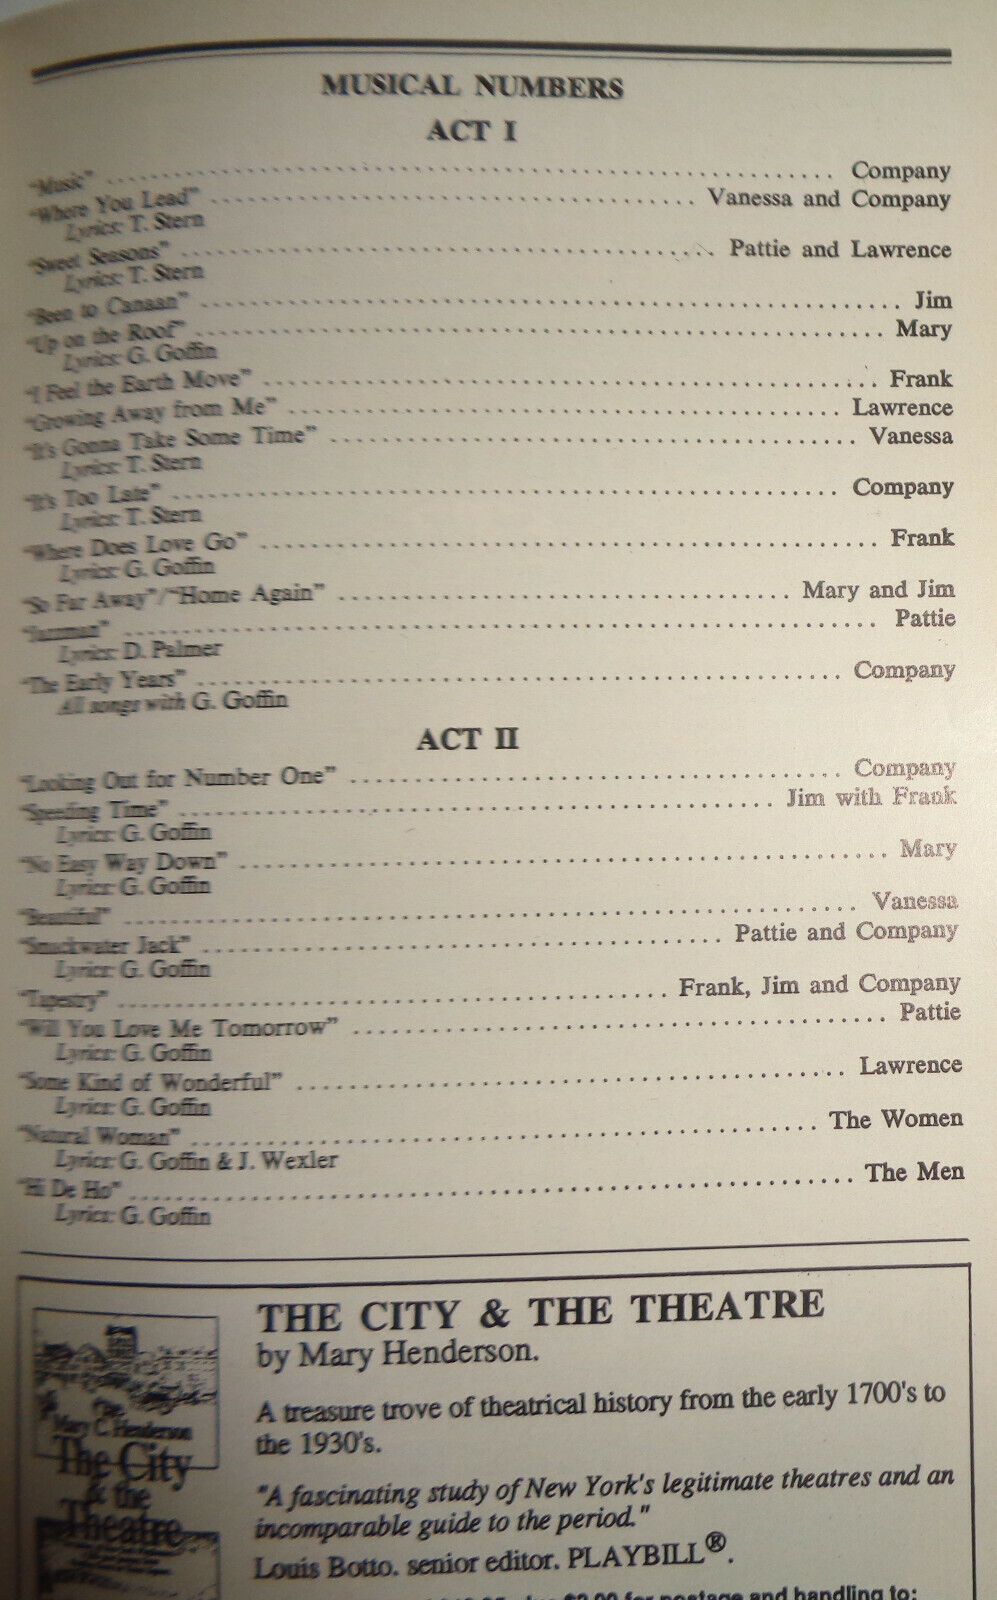 MUSICAL NUMBERS
ACT I
"Music" ........ Company
"Where You Lead" ........ Vanessa and Company
Lyrics: T. Stern
"Sweet Seasons" ........ Pattie and Lawrence
Lyrics: T. Stern
"Been to Canaan" ........ Jim
"Up on the Roof" ........ Mary
Lyrics: G. Goffin
"I Feel the Earth Move" ........ Frank
"Growing Away from Me" ........ Lawrence
"It's Gonna Take Some Time" ........ Vanessa
Lyrics: T. Stern
"It's Too Late" ........ Company
Lyrics: T. Stern
"Where Does Love Go" ........ Frank
Lyrics: G. Goffin
"So Far Away"/"Home Again" ........ Mary and Jim
"Jazzman" ........ Pattie
Lyrics: D. Palmer
"The Early Years" ........ Company
All songs with G. Goffin
ACT II
"Looking Out for Number One" ........ Company
"Speeding Time" ........ Jim with Frank
Lyrics: G. Goffin
"No Easy Way Down" ........ Mary
Lyrics: G. Goffin
"Beautiful" ........ Vanessa
"Smackwater Jack" ........ Pattie and Company
Lyrics: G. Goffin
"Tapestry" ........ Frank, Jim and Company
"Will You Love Me Tomorrow" ........ Pattie
Lyrics: G. Goffin
"Some Kind of Wonderful" ........ Lawrence
Lyrics: G. Goffin
"Natural Woman" ........ The Women
Lyrics: G. Goffin & J. Wexler
"Hi De Ho" ........ The Men
Lyrics: G. Goffin
THE CITY & THE THEATRE
by Mary Henderson.
A treasure trove of theatrical history from the early 1700's to
the 1930's.
"A fascinating study of New York's legitimate theatres and an
incomparable guide to the period."
Louis Botto, senior editor, PLAYBILL®.
for postage and handling to:
The
Mary C. Henderson
The City
& the
Theatre